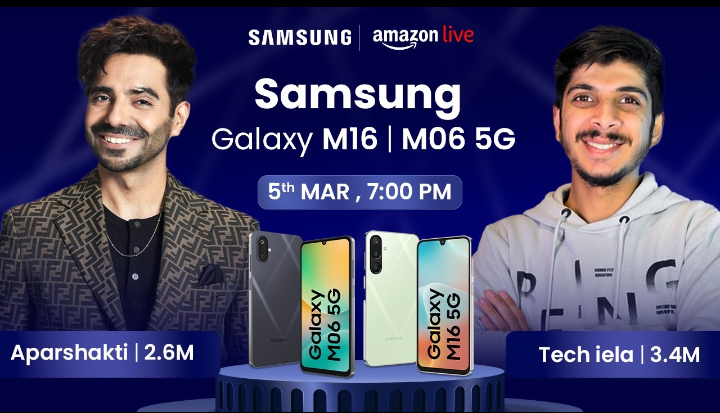 SAMSUNG | amazon live
Samsung
Galaxy M16 | M06 5G
5th MAR , 7:00 PM
Galaxy
M06 5G
Galaxy
M16 5G
Aparshakti | 2.6M
Tech iela | 3.4M